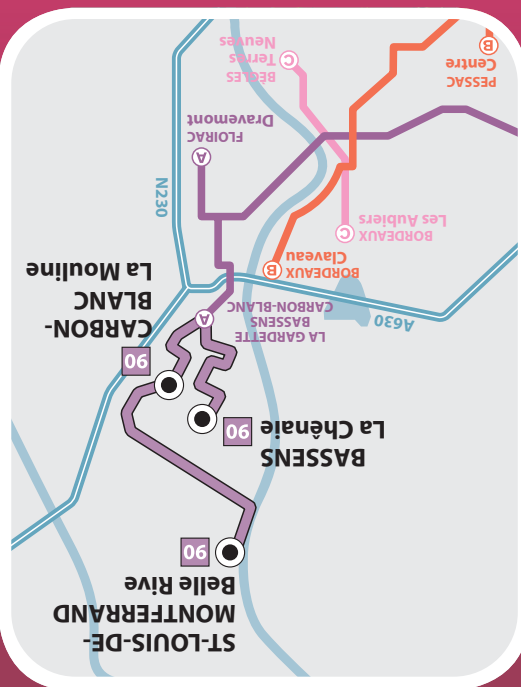 ST-LOUIS-DE-
MONTFERRAND
Belle Rive
90
BASSENS
La Chênaie
90
90
CARBON-
BLANC
La Mouline
LA GARDETTE
BASSENS
CARBON-BLANC
A
A630
BORDEAUX
Claveau
B
BORDEAUX
Les Aubiers
C
N230
A
FLOIRAC
Dravemont
BÈGLES
Terres
Neuves
C
PESSAC
Centre
B